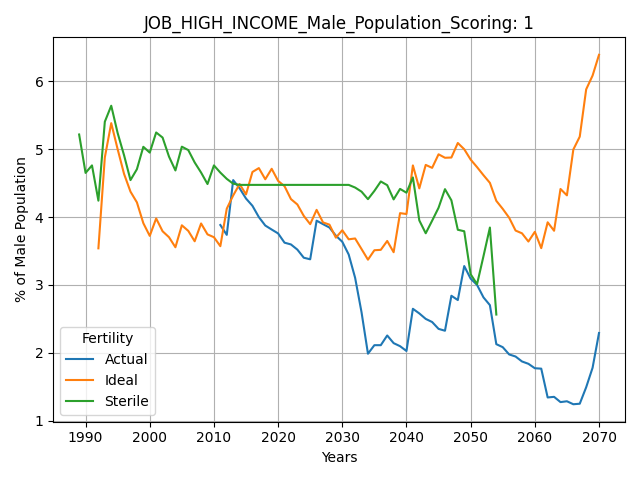 JOB_HIGH_INCOME_Male_Population_Scoring: 1
% of Male Population
6
5
4
3
2
1
Fertility
Actual
Ideal
Sterile
1990 2000 2010 2020 2030 2040 2050 2060 2070
Years